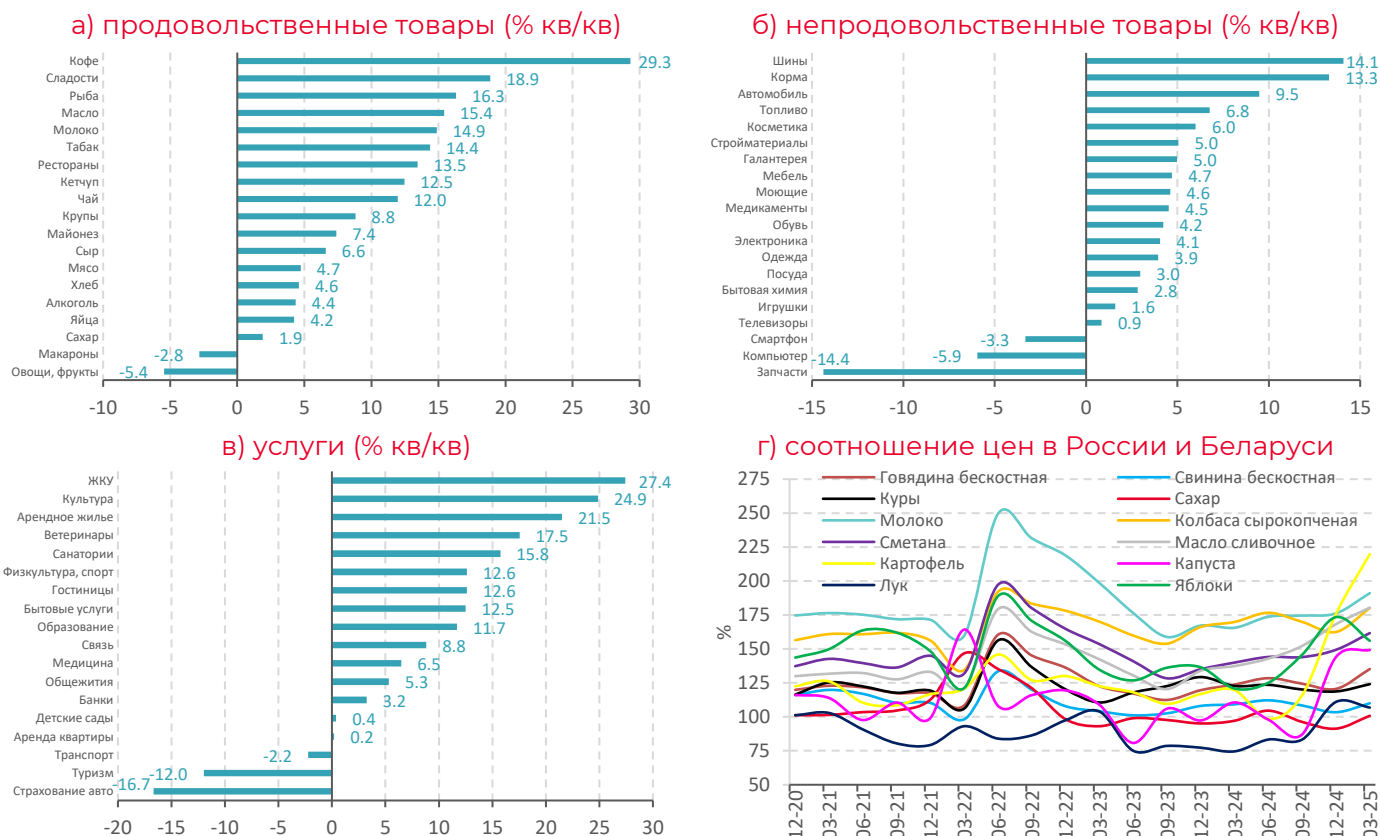 а) продовольственные товары (% кв/кв)
Кофе 29.3
Сладости 18.9
Рыба 16.3
Масло 15.4
Молоко 14.9
Табак 14.4
Рестораны 13.5
Кетчуп 12.5
Чай 12.0
Крупы 8.8
Майонез 7.4
Сыр 6.6
Мясо 4.7
Хлеб 4.6
Алкоголь 4.4
Яйца 4.2
Сахар 1.9
Макароны -2.8
Овощи, фрукты -5.4
-10 -5 0 5 10 15 20 25 30
б) непродовольственные товары (% кв/кв)
Шины 14.1
Корма 13.3
Автомобиль 9.5
Топливо 6.8
Косметика 6.0
Стройматериалы 5.0
Галантерея 5.0
Мебель 4.7
Моющие 4.6
Медикаменты 4.5
Обувь 4.2
Электроника 4.1
Одежда 3.9
Посуда 3.0
Бытовая химия 2.8
Игрушки 1.6
Телевизоры 0.9
Смартфон -3.3
Компьютер -5.9
Запчасти -14.4
-15 -10 -5 0 5 10 15
в) услуги (% кв/кв)
ЖКУ 27.4
Культура 24.9
Арендное жилье 21.5
Ветеринары 17.5
Санатории 15.8
Физкультура, спорт 12.6
Гостиницы 12.6
Бытовые услуги 12.5
Образование 11.7
Связь 8.8
Медицина 6.5
Общежития 5.3
Банки 3.2
Детские сады 0.4
Аренда квартиры 0.2
Транспорт -2.2
Туризм -12.0
Страхование авто -16.7
-20 -10 -5 0 5 10 15 20 25 30
г) соотношение цен в России и Беларуси
Говядина бескостная Свинина бескостная
Куры Сахар
Молоко Колбаса сырокопченая
Сметана Масло сливочное
Картофель Капуста
Лук Яблоки
%
275
250
225
200
175
150
125
100
75
50
12-20 03-21 06-21 09-21 12-21 03-22 06-22 09-22 12-22 03-23 06-23 09-23 12-23 03-24 06-24 09-24 12-24 03-25